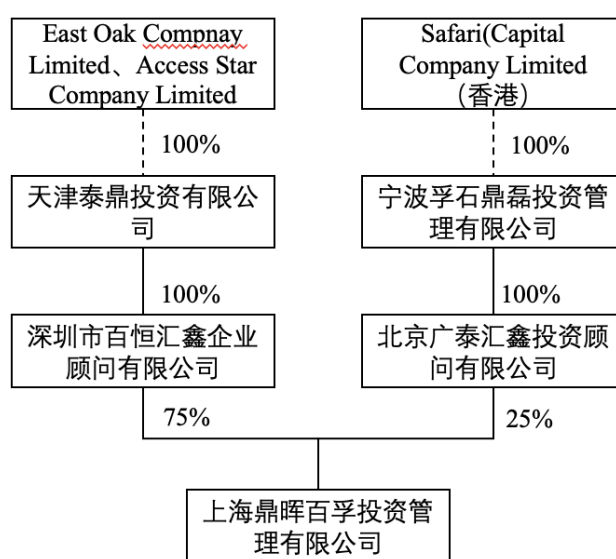 East Oak Compnay
Limited、Access Star
Company Limited
Safari(Capital
Company Limited
（香港）
100%
100%
天津泰鼎投资有限公
司
宁波孚石鼎磊投资管
理有限公司
100%
100%
深圳市百恒汇鑫企业
顾问有限公司
北京广泰汇鑫投资顾
问有限公司
75%
25%
上海鼎晖百孚投资管
理有限公司